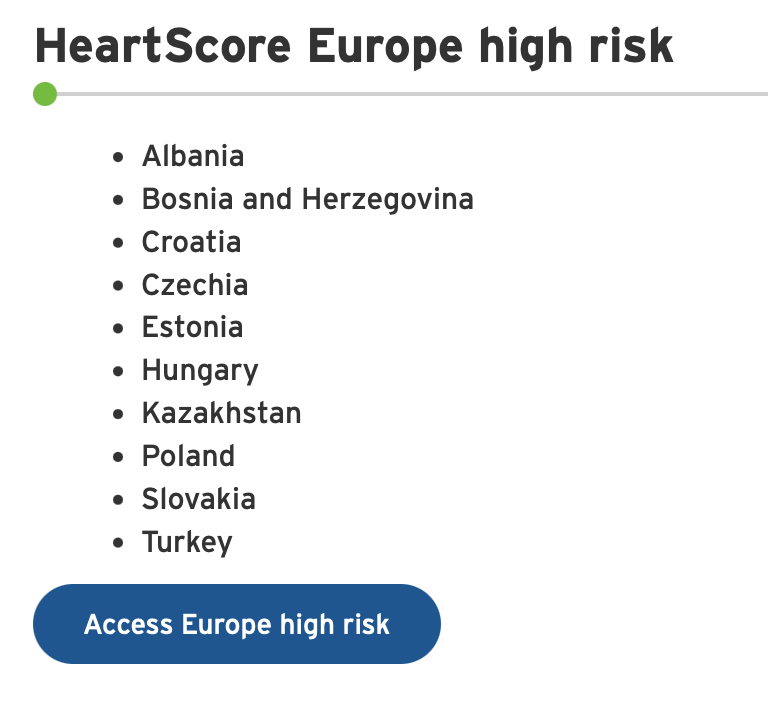 HeartScore Europe high risk
Albania
Bosnia and Herzegovina
Croatia
Czechia
Estonia
Hungary
Kazakhstan
Poland
Slovakia
Turkey
Access Europe high risk